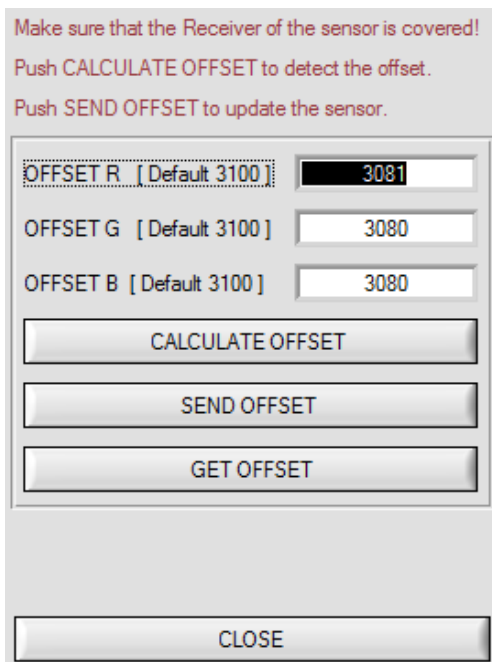 Make sure that the Receiver of the sensor is covered!
Push CALCULATE OFFSET to detect the offset.
Push SEND OFFSET to update the sensor.
OFFSET R [ Default 3100 ] 3081
OFFSET G [ Default 3100 ] 3080
OFFSET B [ Default 3100 ] 3080
CALCULATE OFFSET
SEND OFFSET
GET OFFSET
CLOSE